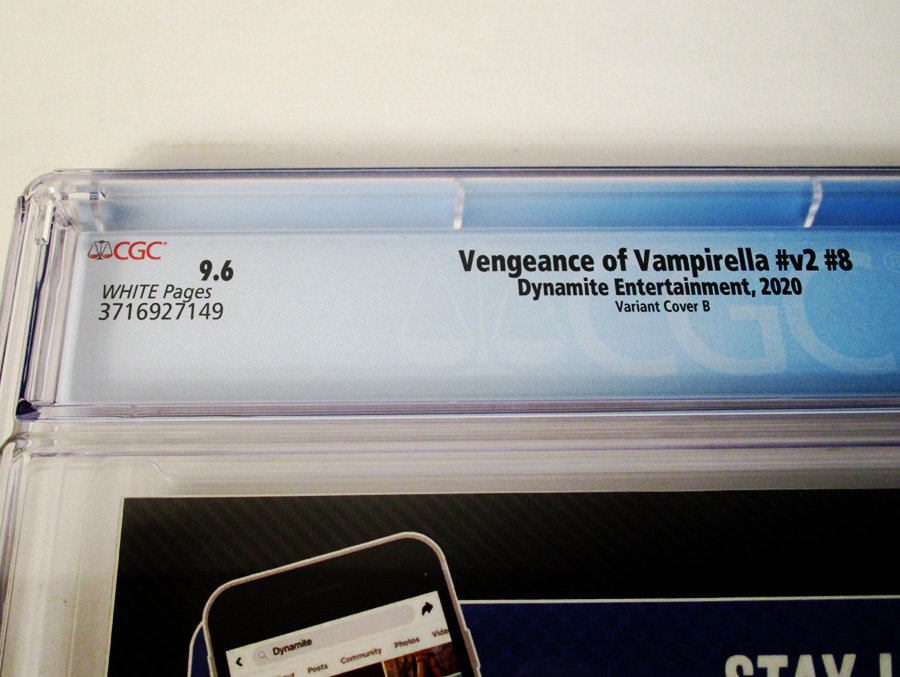 CGC
9.6
WHITE Pages
3716927149
Vengeance of Vampirella #v2 #8
Dynamite Entertainment, 2020
Variant Cover B
CGC
Dynamite
Posts Community Photos
STAY